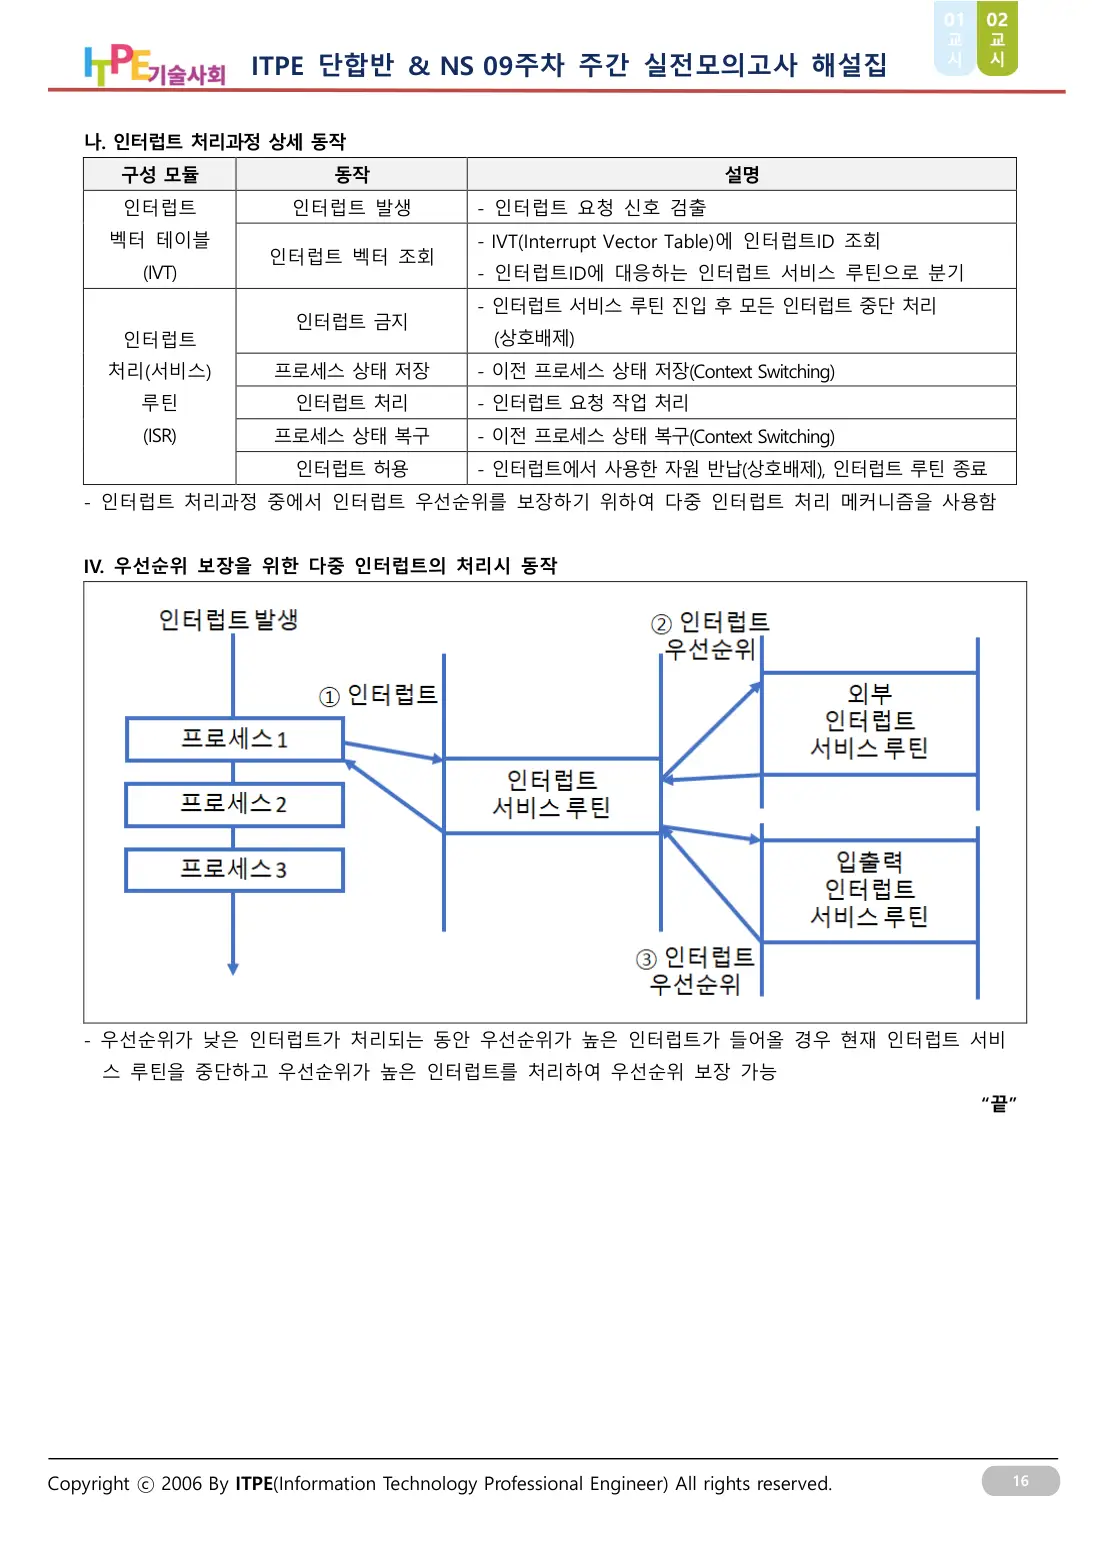 ITPE기술사회
ITPE 단합반 & NS 09주차 주간 실전모의고사 해설집
01
교
시
02
교
시
나. 인터럽트 처리과정 상세 동작
구성 모듈 동작 설명
인터럽트
벡터 테이블
(IVT)
인터럽트 발생
- 인터럽트 요청 신호 검출
인터럽트 벡터 조회
- IVT(Interrupt Vector Table)에 인터럽트ID 조회
- 인터럽트ID에 대응하는 인터럽트 서비스 루틴으로 분기
인터럽트
처리(서비스)
루틴
(ISR)
인터럽트 금지
- 인터럽트 서비스 루틴 진입 후 모든 인터럽트 중단 처리
(상호배제)
프로세스 상태 저장
- 이전 프로세스 상태 저장(Context Switching)
인터럽트 처리
- 인터럽트 요청 작업 처리
프로세스 상태 복구
- 이전 프로세스 상태 복구(Context Switching)
인터럽트 허용
- 인터럽트에서 사용한 자원 반납(상호배제), 인터럽트 루틴 종료
- 인터럽트 처리과정 중에서 인터럽트 우선순위를 보장하기 위하여 다중 인터럽트 처리 메커니즘을 사용함
IV. 우선순위 보장을 위한 다중 인터럽트의 처리시 동작
인터럽트 발생
① 인터럽트
② 인터럽트
우선순위
프로세스 1
프로세스 2
프로세스 3
인터럽트
서비스 루틴
외부
인터럽트
서비스 루틴
입출력
인터럽트
서비스 루틴
③ 인터럽트
우선순위
- 우선순위가 낮은 인터럽트가 처리되는 동안 우선순위가 높은 인터럽트가 들어올 경우 현재 인터럽트 서비
스 루틴을 중단하고 우선순위가 높은 인터럽트를 처리하여 우선순위 보장 가능
“끝”
Copyright ⓒ 2006 By ITPE(Information Technology Professional Engineer) All rights reserved.
16